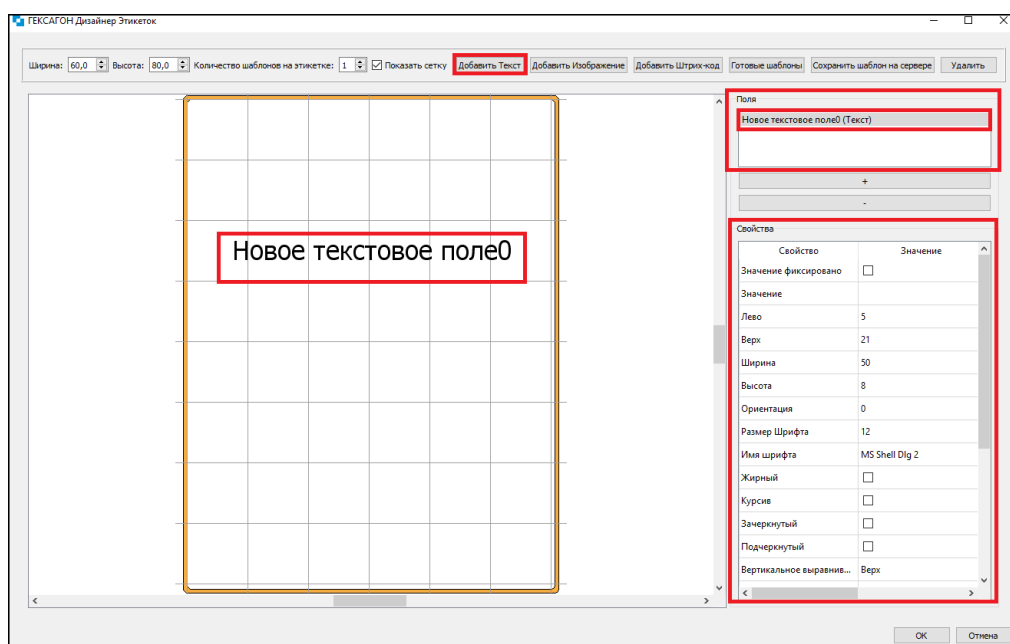 ГЕКСАГОН Дизайнер Этикеток
Ширина: 60,0 Высота: 80,0 Количество шаблонов на этикетке: 1 Показать сетку Добавить Текст Добавить Изображение Добавить Штрих-код Готовые шаблоны Сохранить шаблон на сервере Удалить
Новое текстовое поле0
Поля
Новое текстовое поле0 (Текст)
+
-
Свойства
Свойство Значение
Значение фиксировано
Значение
Лево 5
Верх 21
Ширина 50
Высота 8
Ориентация 0
Размер Шрифта 12
Имя шрифта MS Shell Dlg 2
Жирный
Курсив
Зачеркнутый
Подчеркнутый
Вертикальное выравнив... Верх
OK Отмена